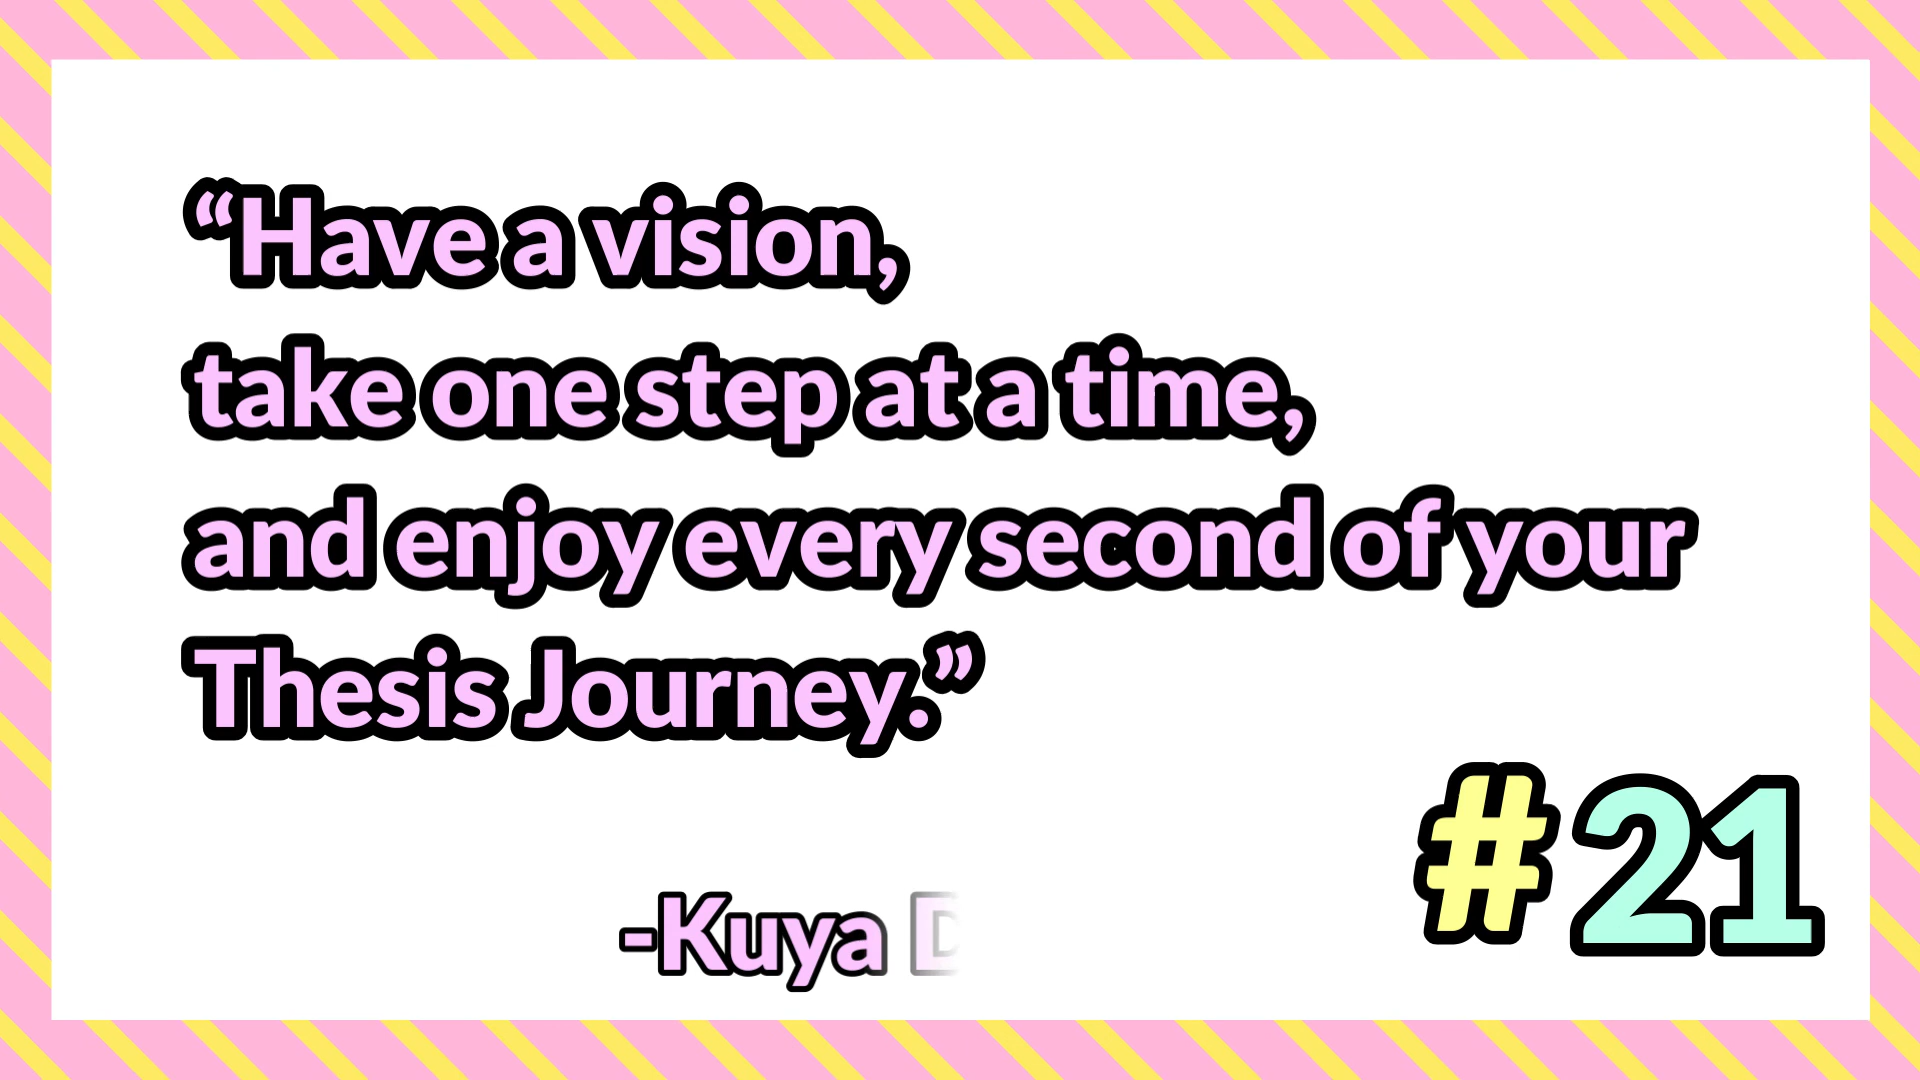 “Have a vision,
take one step at a time,
and enjoy every second of your
Thesis Journey.”
#21
-Kuya